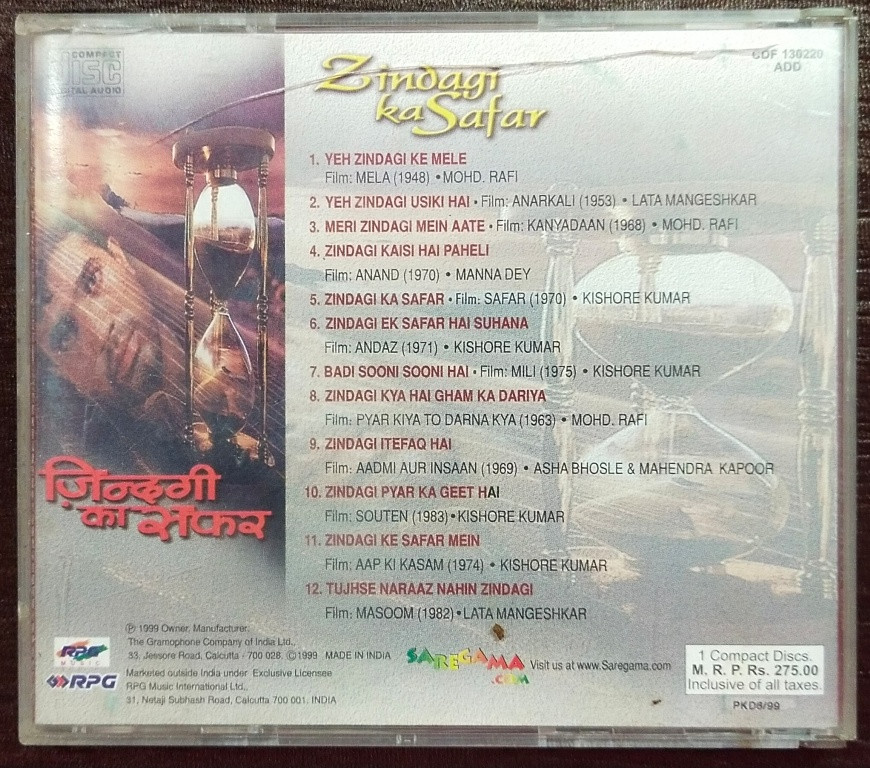 COMPACT
DISC
DIGITAL AUDIO
CDF 130220
ADD
Zindagi
ka Safar
1. YEH ZINDAGI KE MELE
Film: MELA (1948) • MOHD. RAFI
2. YEH ZINDAGI USIKI HAI • Film: ANARKALI (1953) • LATA MANGESHKAR
3. MERI ZINDAGI MEIN AATE • Film: KANYADAAN (1968) • MOHD. RAFI
4. ZINDAGI KAISI HAI PAHELI
Film: ANAND (1970) • MANNA DEY
5. ZINDAGI KA SAFAR • Film: SAFAR (1970) • KISHORE KUMAR
6. ZINDAGI EK SAFAR HAI SUHANA
Film: ANDAZ (1971) • KISHORE KUMAR
7. BADI SOONI SOONI HAI • Film: MILI (1975) • KISHORE KUMAR
8. ZINDAGI KYA HAI GHAM KA DARIYA
Film: PYAR KIYA TO DARNA KYA (1963) • MOHD. RAFI
9. ZINDAGI ITEFAQ HAI
Film: AADMI AUR INSAAN (1969) • ASHA BHOSLE & MAHENDRA KAPOOR
10. ZINDAGI PYAR KA GEET HAI
Film: SOUTEN (1983) • KISHORE KUMAR
11. ZINDAGI KE SAFAR MEIN
Film: AAP KI KASAM (1974) • KISHORE KUMAR
12. TUJHSE NARAAZ NAHIN ZINDAGI
Film: MASOOM (1982) • LATA MANGESHKAR
ज़िन्दगी
का सफर
℗ 1999 Owner, Manufacturer.
The Gramophone Company of India Ltd.,
33, Jessore Road, Calcutta - 700 028. ©1999 MADE IN INDIA
RPG
MUSIC
Marketed outside India under Exclusive Licensee
RPG Music International Ltd.,
31, Netaji Subhash Road, Calcutta 700 001. INDIA
RPG
SAREGAMA
.COM
Visit us at www.Saregama.com
1 Compact Discs.
M. R. P. Rs. 275.00
Inclusive of all taxes.
PKD6/99